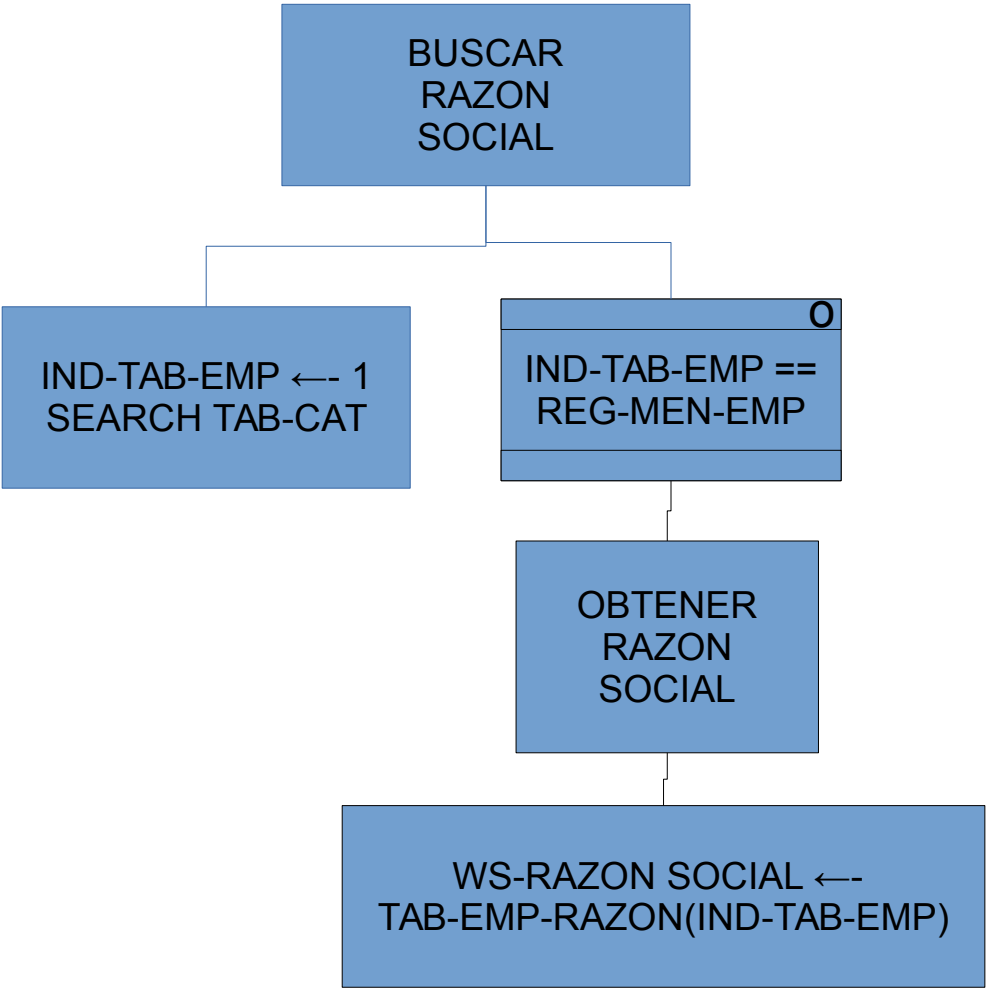 BUSCAR
RAZON
SOCIAL
IND-TAB-EMP ←- 1
SEARCH TAB-CAT
O
IND-TAB-EMP ==
REG-MEN-EMP
OBTENER
RAZON
SOCIAL
WS-RAZON SOCIAL ←-
TAB-EMP-RAZON(IND-TAB-EMP)